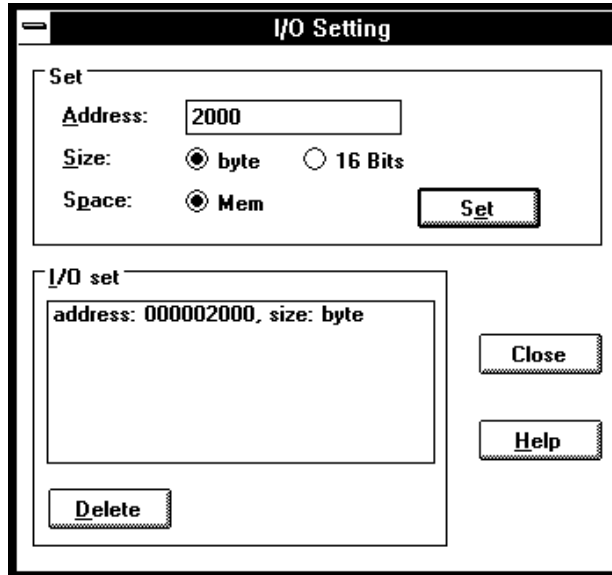 I/O Setting
Set
Address: 2000
Size: byte 16 Bits
Space: Mem Set
I/O set
address: 000002000, size: byte
Close
Help
Delete